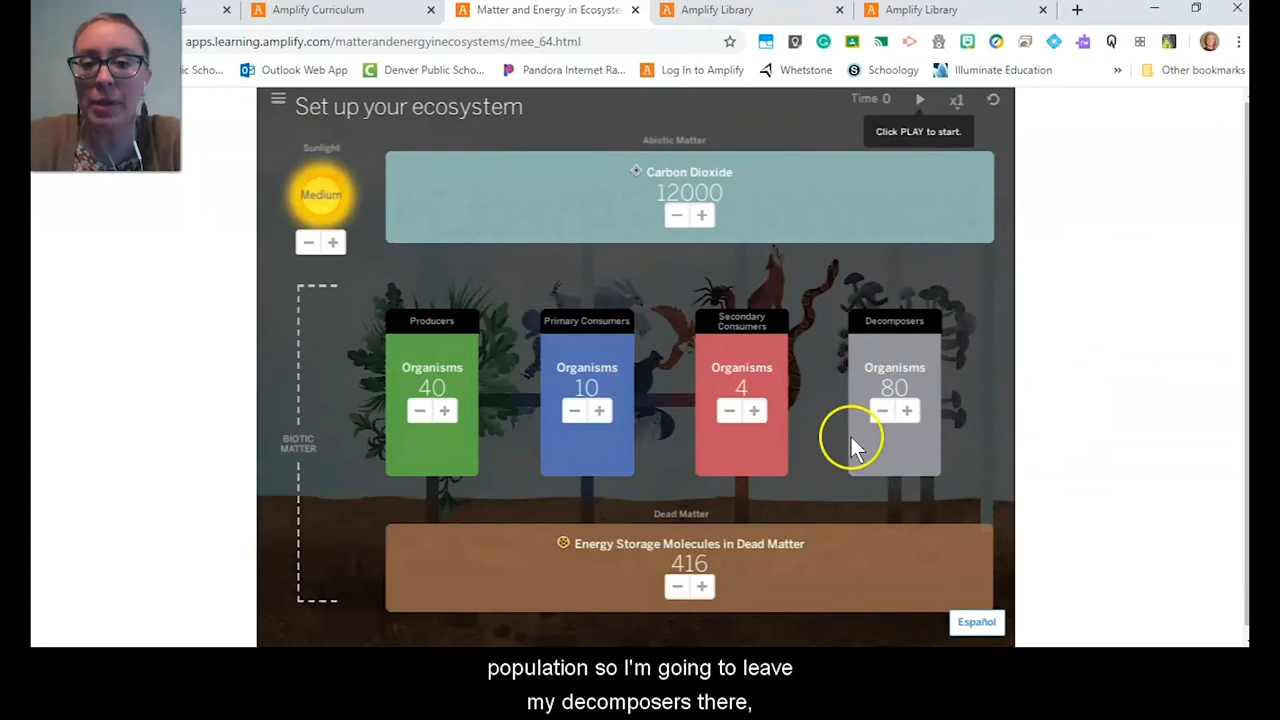 es
Amplify Curriculum
Matter and Energy in Ecosyste
Amplify Library
Amplify Library
apps.learning.amplify.com/matterandenergyinecosystems/mee_64.html
lic Scho...
Outlook Web App
Denver Public Scho...
Pandora Internet Ra...
Log In to Amplify
Whetstone
Schoology
Illuminate Education
»
Other bookmarks
Set up your ecosystem
Time 0
x1
Click PLAY to start.
Sunlight
Abiotic Matter
Medium
Carbon Dioxide
12000
− +
− +
Producers
Primary Consumers
Secondary
Consumers
Decomposers
Organisms
40
− +
Organisms
10
− +
Organisms
4
− +
Organisms
80
− +
BIOTIC
MATTER
Dead Matter
Energy Storage Molecules in Dead Matter
416
− +
Español
population so I'm going to leave
my decomposers there,